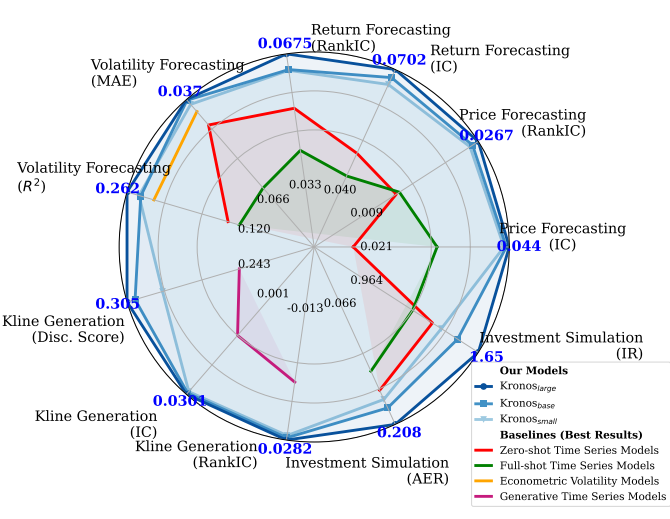 Return Forecasting
(RankIC)
0.0675
Return Forecasting
(IC)
0.0702
Volatility Forecasting
(MAE)
0.037
Price Forecasting
(RankIC)
0.0267
Volatility Forecasting
(R²)
0.262
0.033
0.040
0.066
0.009
0.120
0.021
Price Forecasting
(IC)
0.044
0.243
0.964
0.001
-0.013
0.066
0.305
Kline Generation
(Disc. Score)
Investment Simulation
(IR)
1.65
0.0301
Kline Generation
(IC)
Kline Generation
(RankIC)
0.0282
0.208
Investment Simulation
(AER)
Our Models
Kronoslarge
Kronosbase
Kronossmall
Baselines (Best Results)
Zero-shot Time Series Models
Full-shot Time Series Models
Econometric Volatility Models
Generative Time Series Models